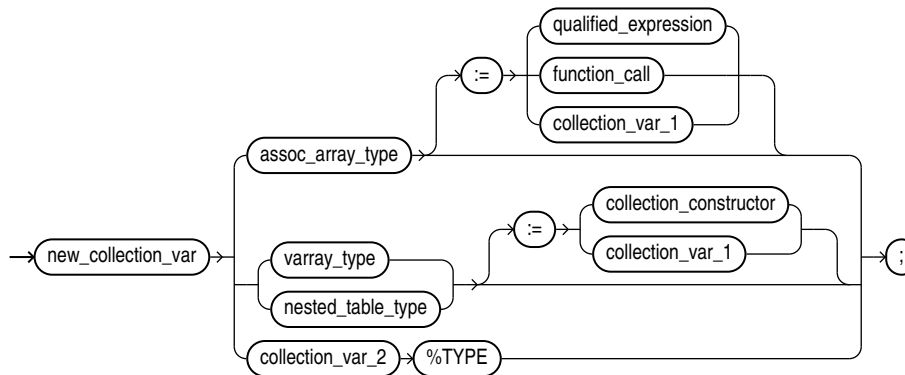 qualified_expression
:=
function_call
collection_var_1
assoc_array_type
collection_constructor
:=
new_collection_var
varray_type
collection_var_1
;
nested_table_type
collection_var_2
%TYPE